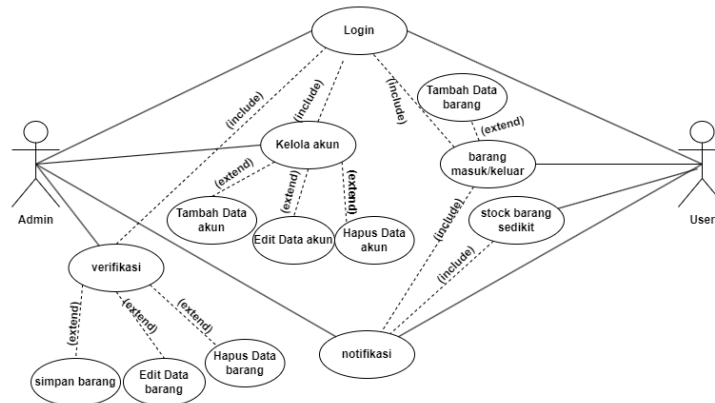 Login
Tambah Data
barang
(include)
(include)
(include)
(extend)
Kelola akun
barang
masuk/keluar
Admin
User
(extend)
(extend)
(extend)
Tambah Data
akun
Edit Data akun
Hapus Data
akun
(include)
stock barang
sedikit
verifikasi
(include)
(extend)
(extend)
(extend)
notifikasi
simpan barang
Edit Data
barang
Hapus Data
barang